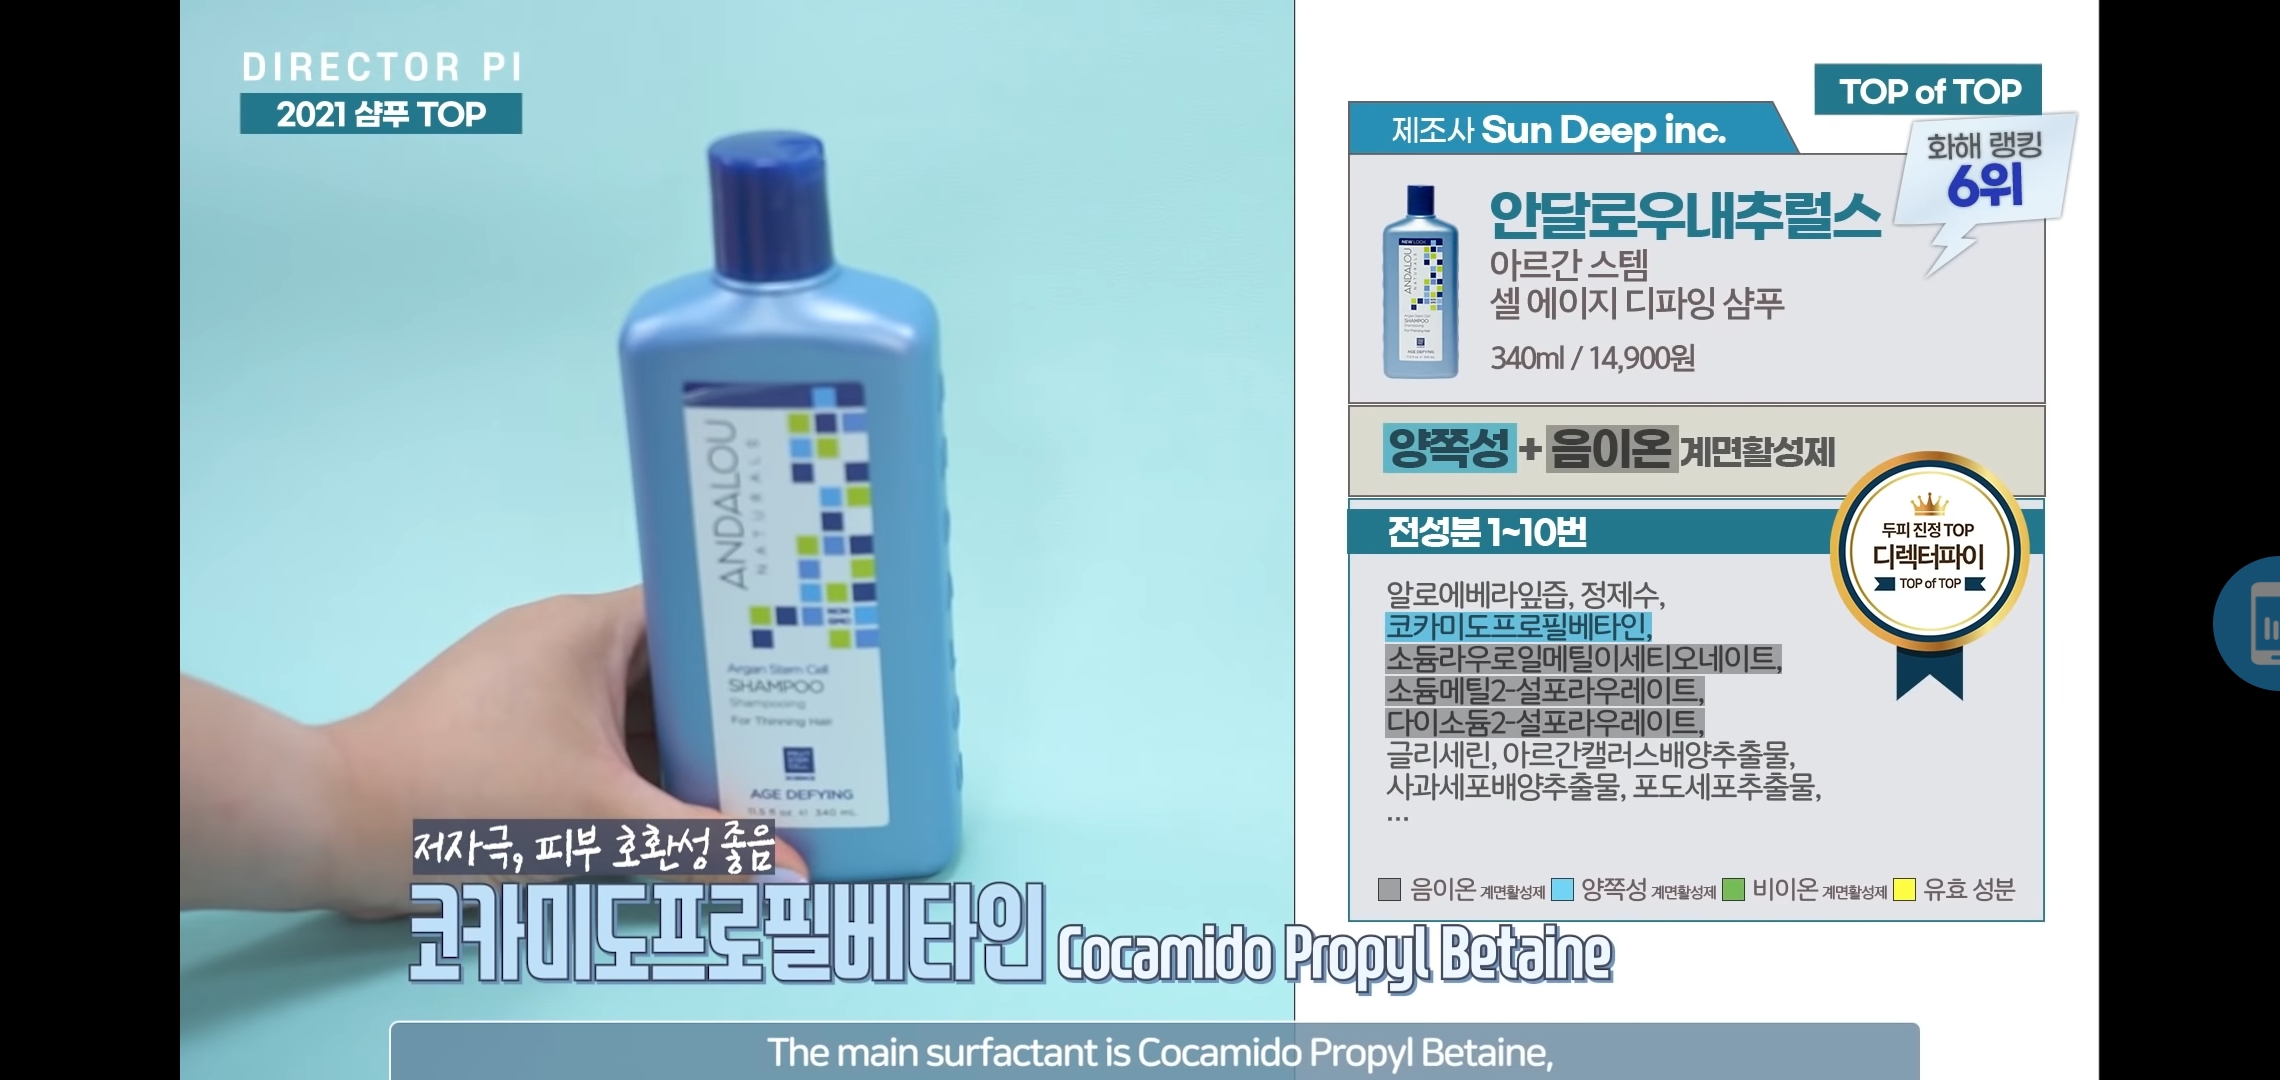 DIRECTOR PI
2021 샴푸 TOP
ANDALOU
NATURALS
Argan Stem Cell
SHAMPOO
Shampooing
For Thinning Hair
AGE DEFYING
저자극, 피부 호환성 좋음
코카미도프로필베타인 Cocamido Propyl Betaine
The main surfactant is Cocamido Propyl Betaine,
TOP of TOP
제조사 Sun Deep inc.
화해 랭킹
6위
안달로우내추럴스
아르간 스템
셀 에이지 디파잉 샴푸
340ml / 14,900원
ANDALOU
NATURALS
SHAMPOO
AGE DEFYING
양쪽성 + 음이온 계면활성제
전성분 1~10번
두피 진정 TOP
디렉터파이
TOP of TOP
알로에베라잎즙, 정제수,
코카미도프로필베타인,
소듐라우로일메틸이세티오네이트,
소듐메틸2-설포라우레이트,
다이소듐2-설포라우레이트,
글리세린, 아르간캘러스배양추출물,
사과세포배양추출물, 포도세포추출물,
...
음이온 계면활성제 양쪽성 계면활성제 비이온 계면활성제 유효 성분